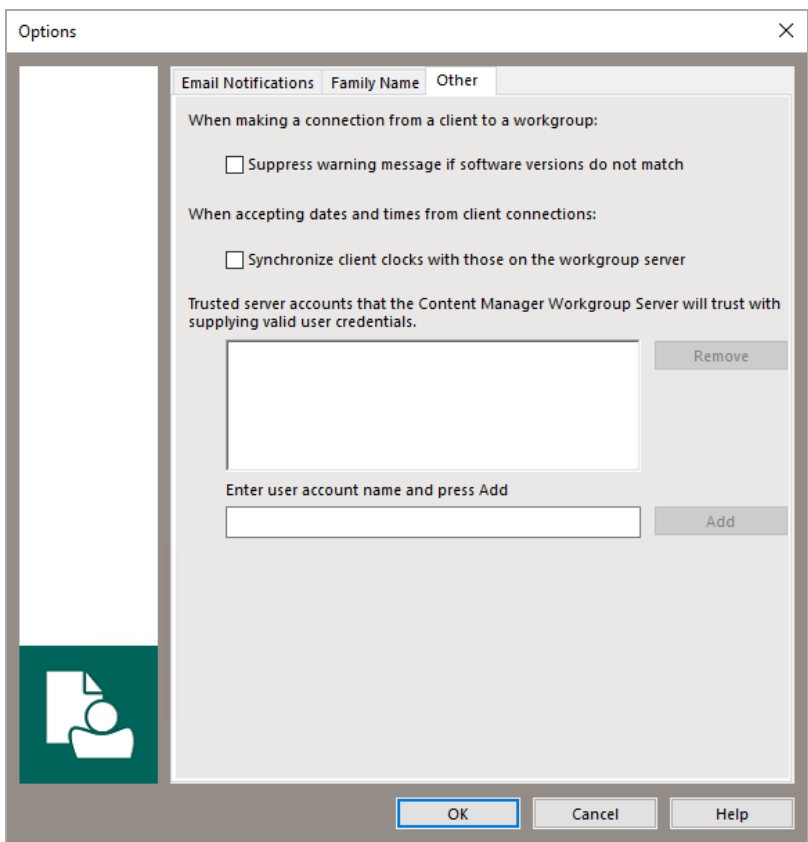 Options
Email Notifications Family Name Other
When making a connection from a client to a workgroup:
Suppress warning message if software versions do not match
When accepting dates and times from client connections:
Synchronize client clocks with those on the workgroup server
Trusted server accounts that the Content Manager Workgroup Server will trust with
supplying valid user credentials.
Remove
Enter user account name and press Add
Add
OK Cancel Help